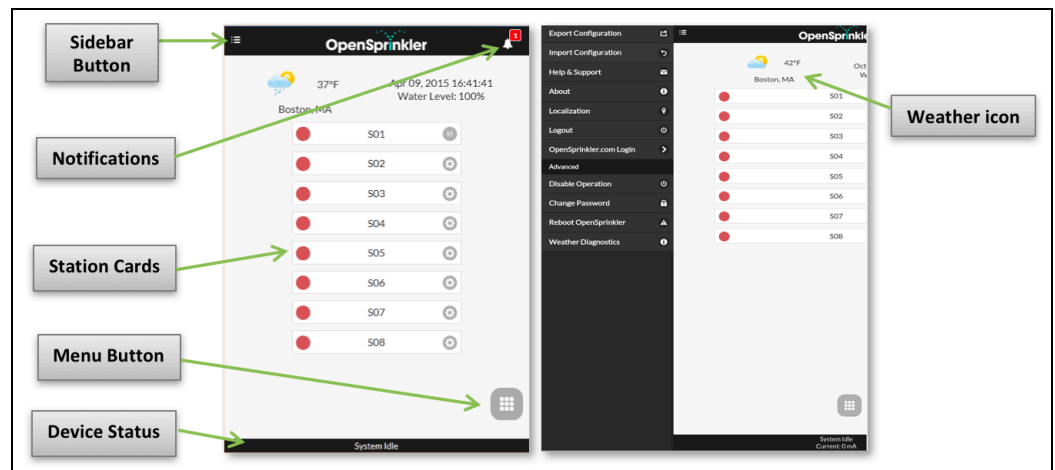 Sidebar
Button
Notifications
Station Cards
Menu Button
Device Status
OpenSprinkler
1
37°F
Apr 09, 2015 16:41:41
Water Level: 100%
Boston, MA
S01
M
S02
S03
S04
S05
S06
S07
S08
System Idle
Export Configuration
Import Configuration
Help & Support
About
Localization
Logout
OpenSprinkler.com Login
Advanced
Disable Operation
Change Password
Reboot OpenSprinkler
Weather Diagnostics
OpenSprinkle
42°F
Oct
W
Boston, MA
S01
S02
S03
S04
S05
S06
S07
S08
System Idle
Current: 0 mA
Weather icon